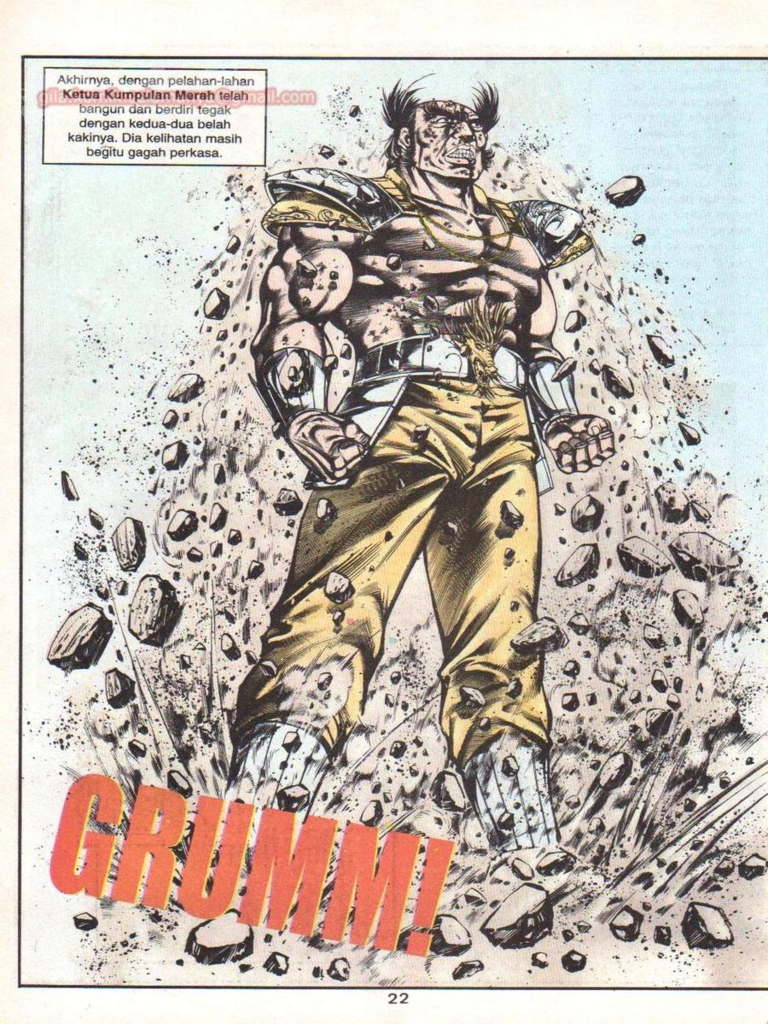 Akhirnya, dengan pelahan-lahan
Ketua Kumpulan Merah telah
bangun dan berdiri tegak
dengan kedua-dua belah
kakinya. Dia kelihatan masih
begitu gagah perkasa.
GRUMM!
22